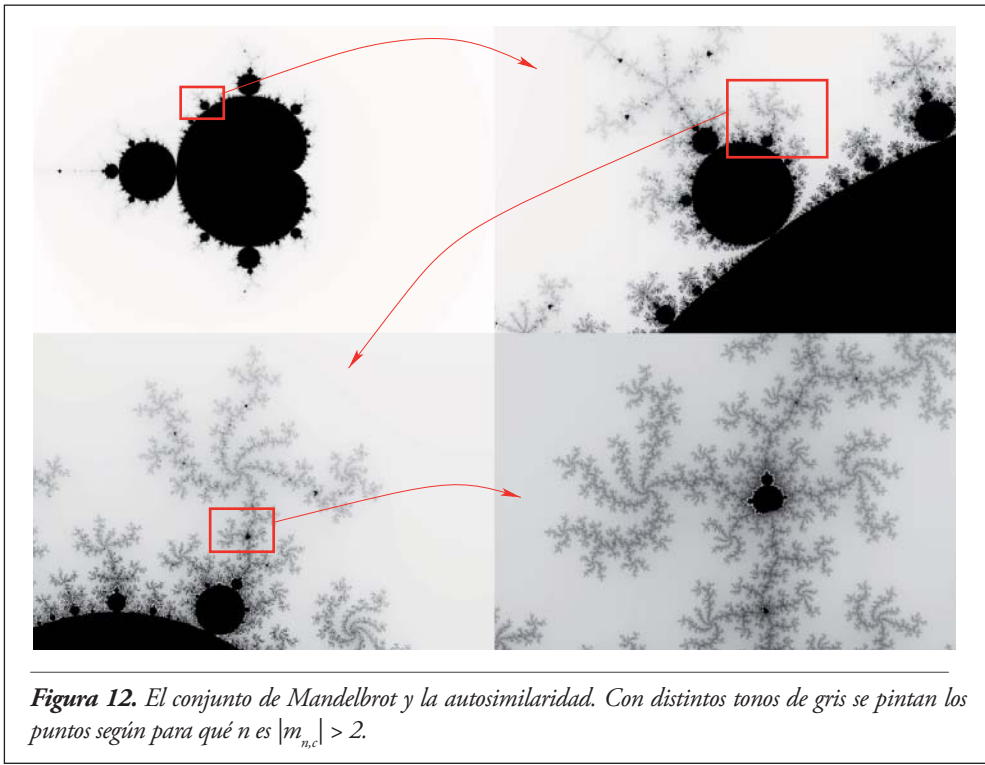 Figura 12. El conjunto de Mandelbrot y la autosimilaridad. Con distintos tonos de gris se pintan los
puntos según para qué n es |m_{n,c}| > 2.